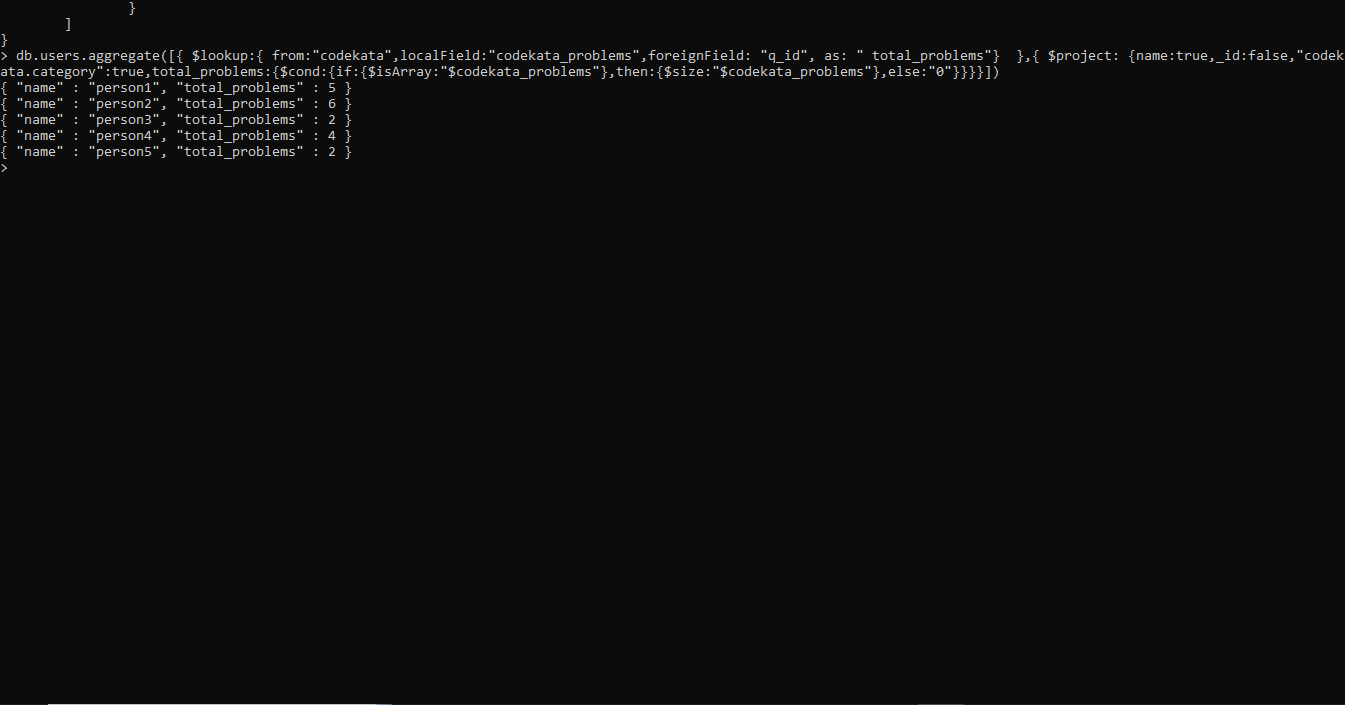 }
]
}
> db.users.aggregate([{ $lookup:{ from:"codekata",localField:"codekata_problems",foreignField: "q_id", as: " total_problems"}  },{ $project: {name:true,_id:false,"codek
ata.category":true,total_problems:{$cond:{if:{$isArray:"$codekata_problems"},then:{$size:"$codekata_problems"},else:"0"}}}}])
{ "name" : "person1", "total_problems" : 5 }
{ "name" : "person2", "total_problems" : 6 }
{ "name" : "person3", "total_problems" : 2 }
{ "name" : "person4", "total_problems" : 4 }
{ "name" : "person5", "total_problems" : 2 }
>